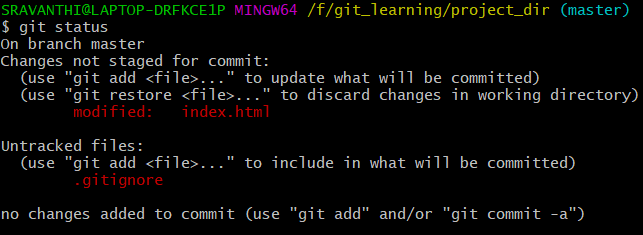 SRAVANTHI@LAPTOP-DRFKCE1P MINGW64 /f/git_learning/project_dir (master)
$ git status
On branch master
Changes not staged for commit:
  (use "git add <file>..." to update what will be committed)
  (use "git restore <file>..." to discard changes in working directory)
        modified:   index.html

Untracked files:
  (use "git add <file>..." to include in what will be committed)
        .gitignore

no changes added to commit (use "git add" and/or "git commit -a")